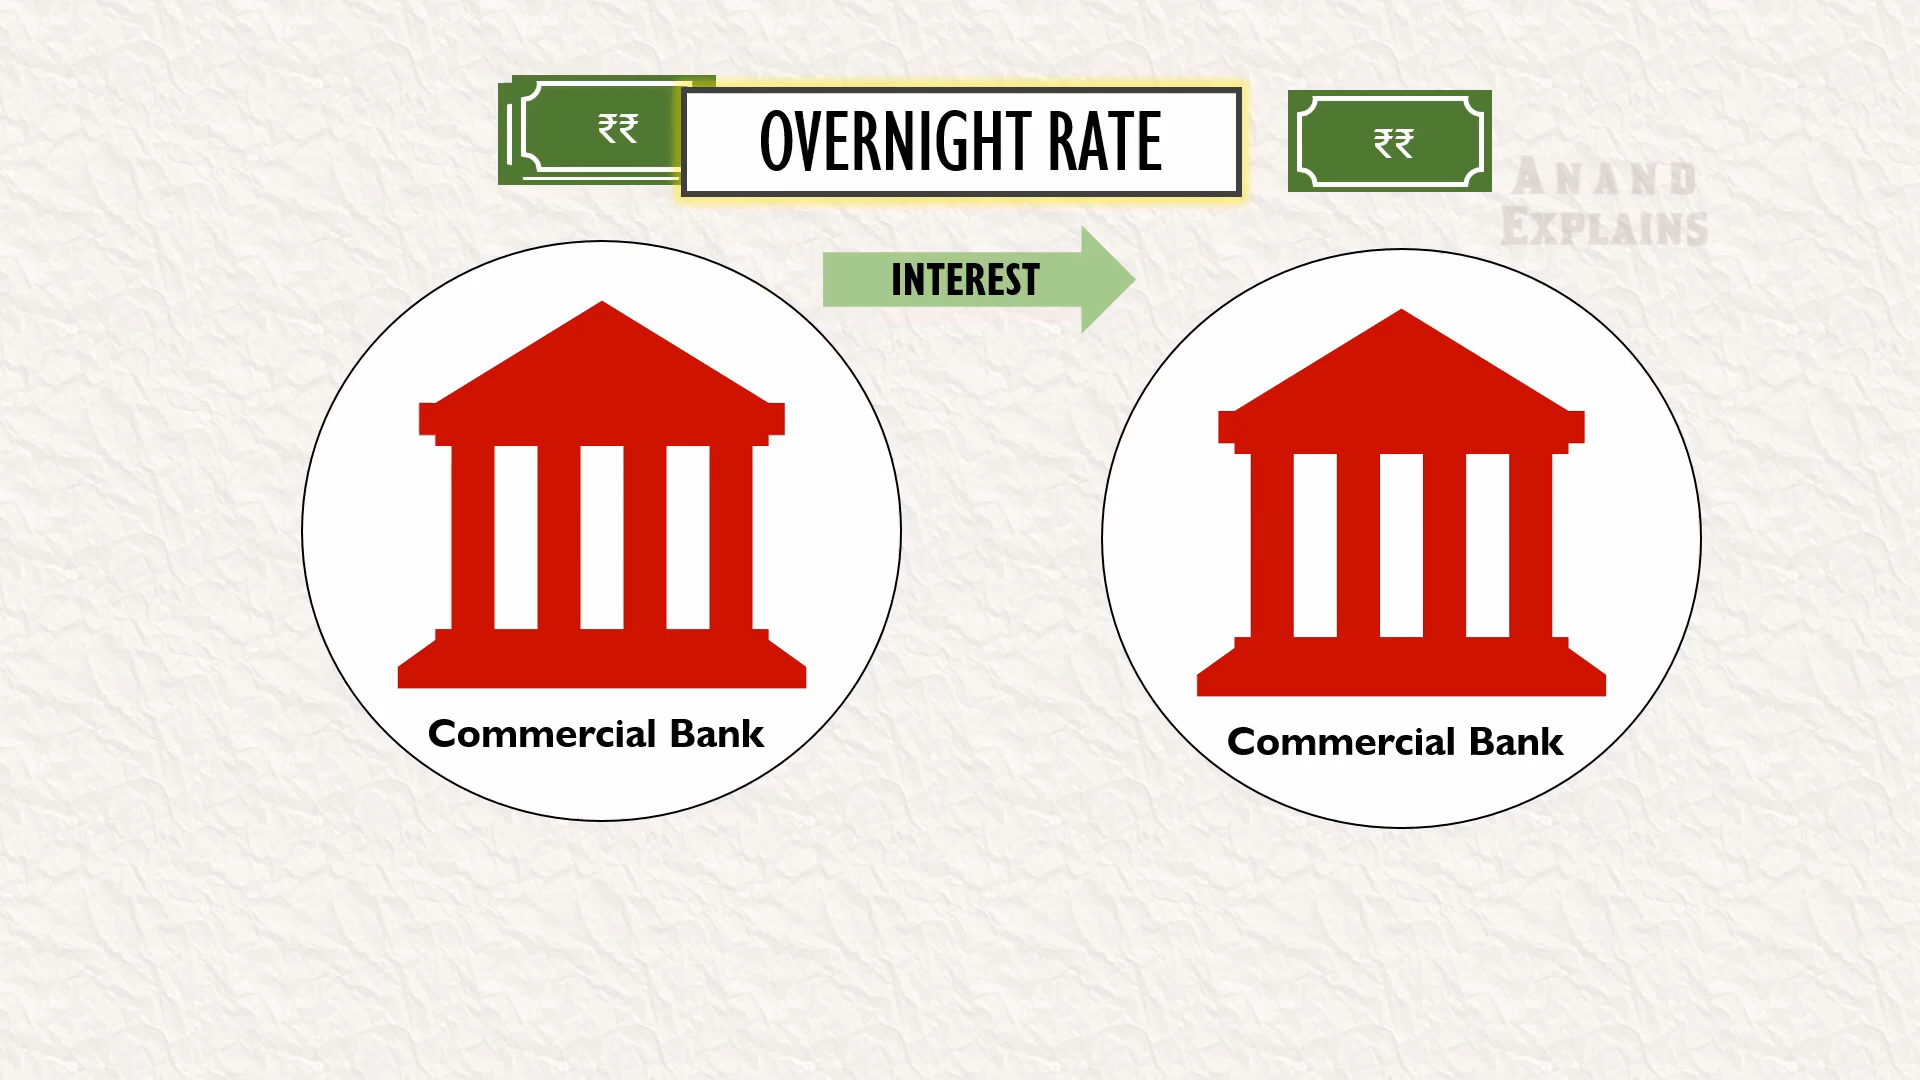 ₹₹
OVERNIGHT RATE
₹₹
ANAND
EXPLAINS
INTEREST
Commercial Bank
Commercial Bank